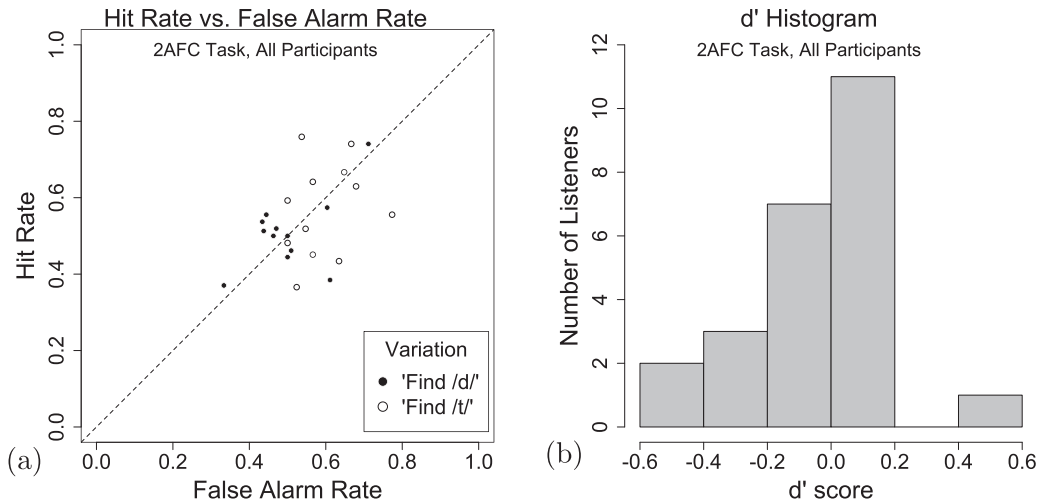 Hit Rate vs. False Alarm Rate
2AFC Task, All Participants
1.0
0.8
0.6
0.4
0.2
0.0
Hit Rate
Variation
'Find /d/'
'Find /t/'
0.0 0.2 0.4 0.6 0.8 1.0
False Alarm Rate
(a)
d' Histogram
2AFC Task, All Participants
12
10
8
6
4
2
0
Number of Listeners
-0.6 -0.4 -0.2 0.0 0.2 0.4 0.6
d' score
(b)